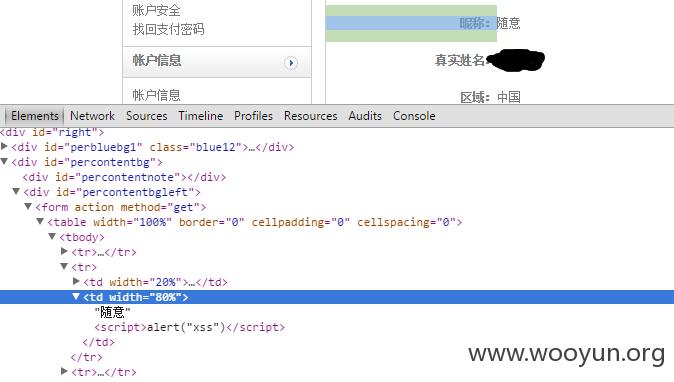 账户安全
找回支付密码
昵称：随意
帐户信息
真实姓名:
帐户信息
区域：中国
Elements Network Sources Timeline Profiles Resources Audits Console
<div id="right">
▶<div id="perbluebg1" class="blue12">…</div>
▼<div id="percontentbg">
<div id="percontentnote"></div>
▼<div id="percontentbgleft">
▼<form action method="get">
▼<table width="100%" border="0" cellpadding="0" cellspacing="0">
▼<tbody>
▶<tr>…</tr>
▼<tr>
▶<td width="20%">…</td>
▼<td width="80%">
"随意"
<script>alert("xss")</script>
</td>
</tr>
▶<tr>…</tr>
www.wooyun.org